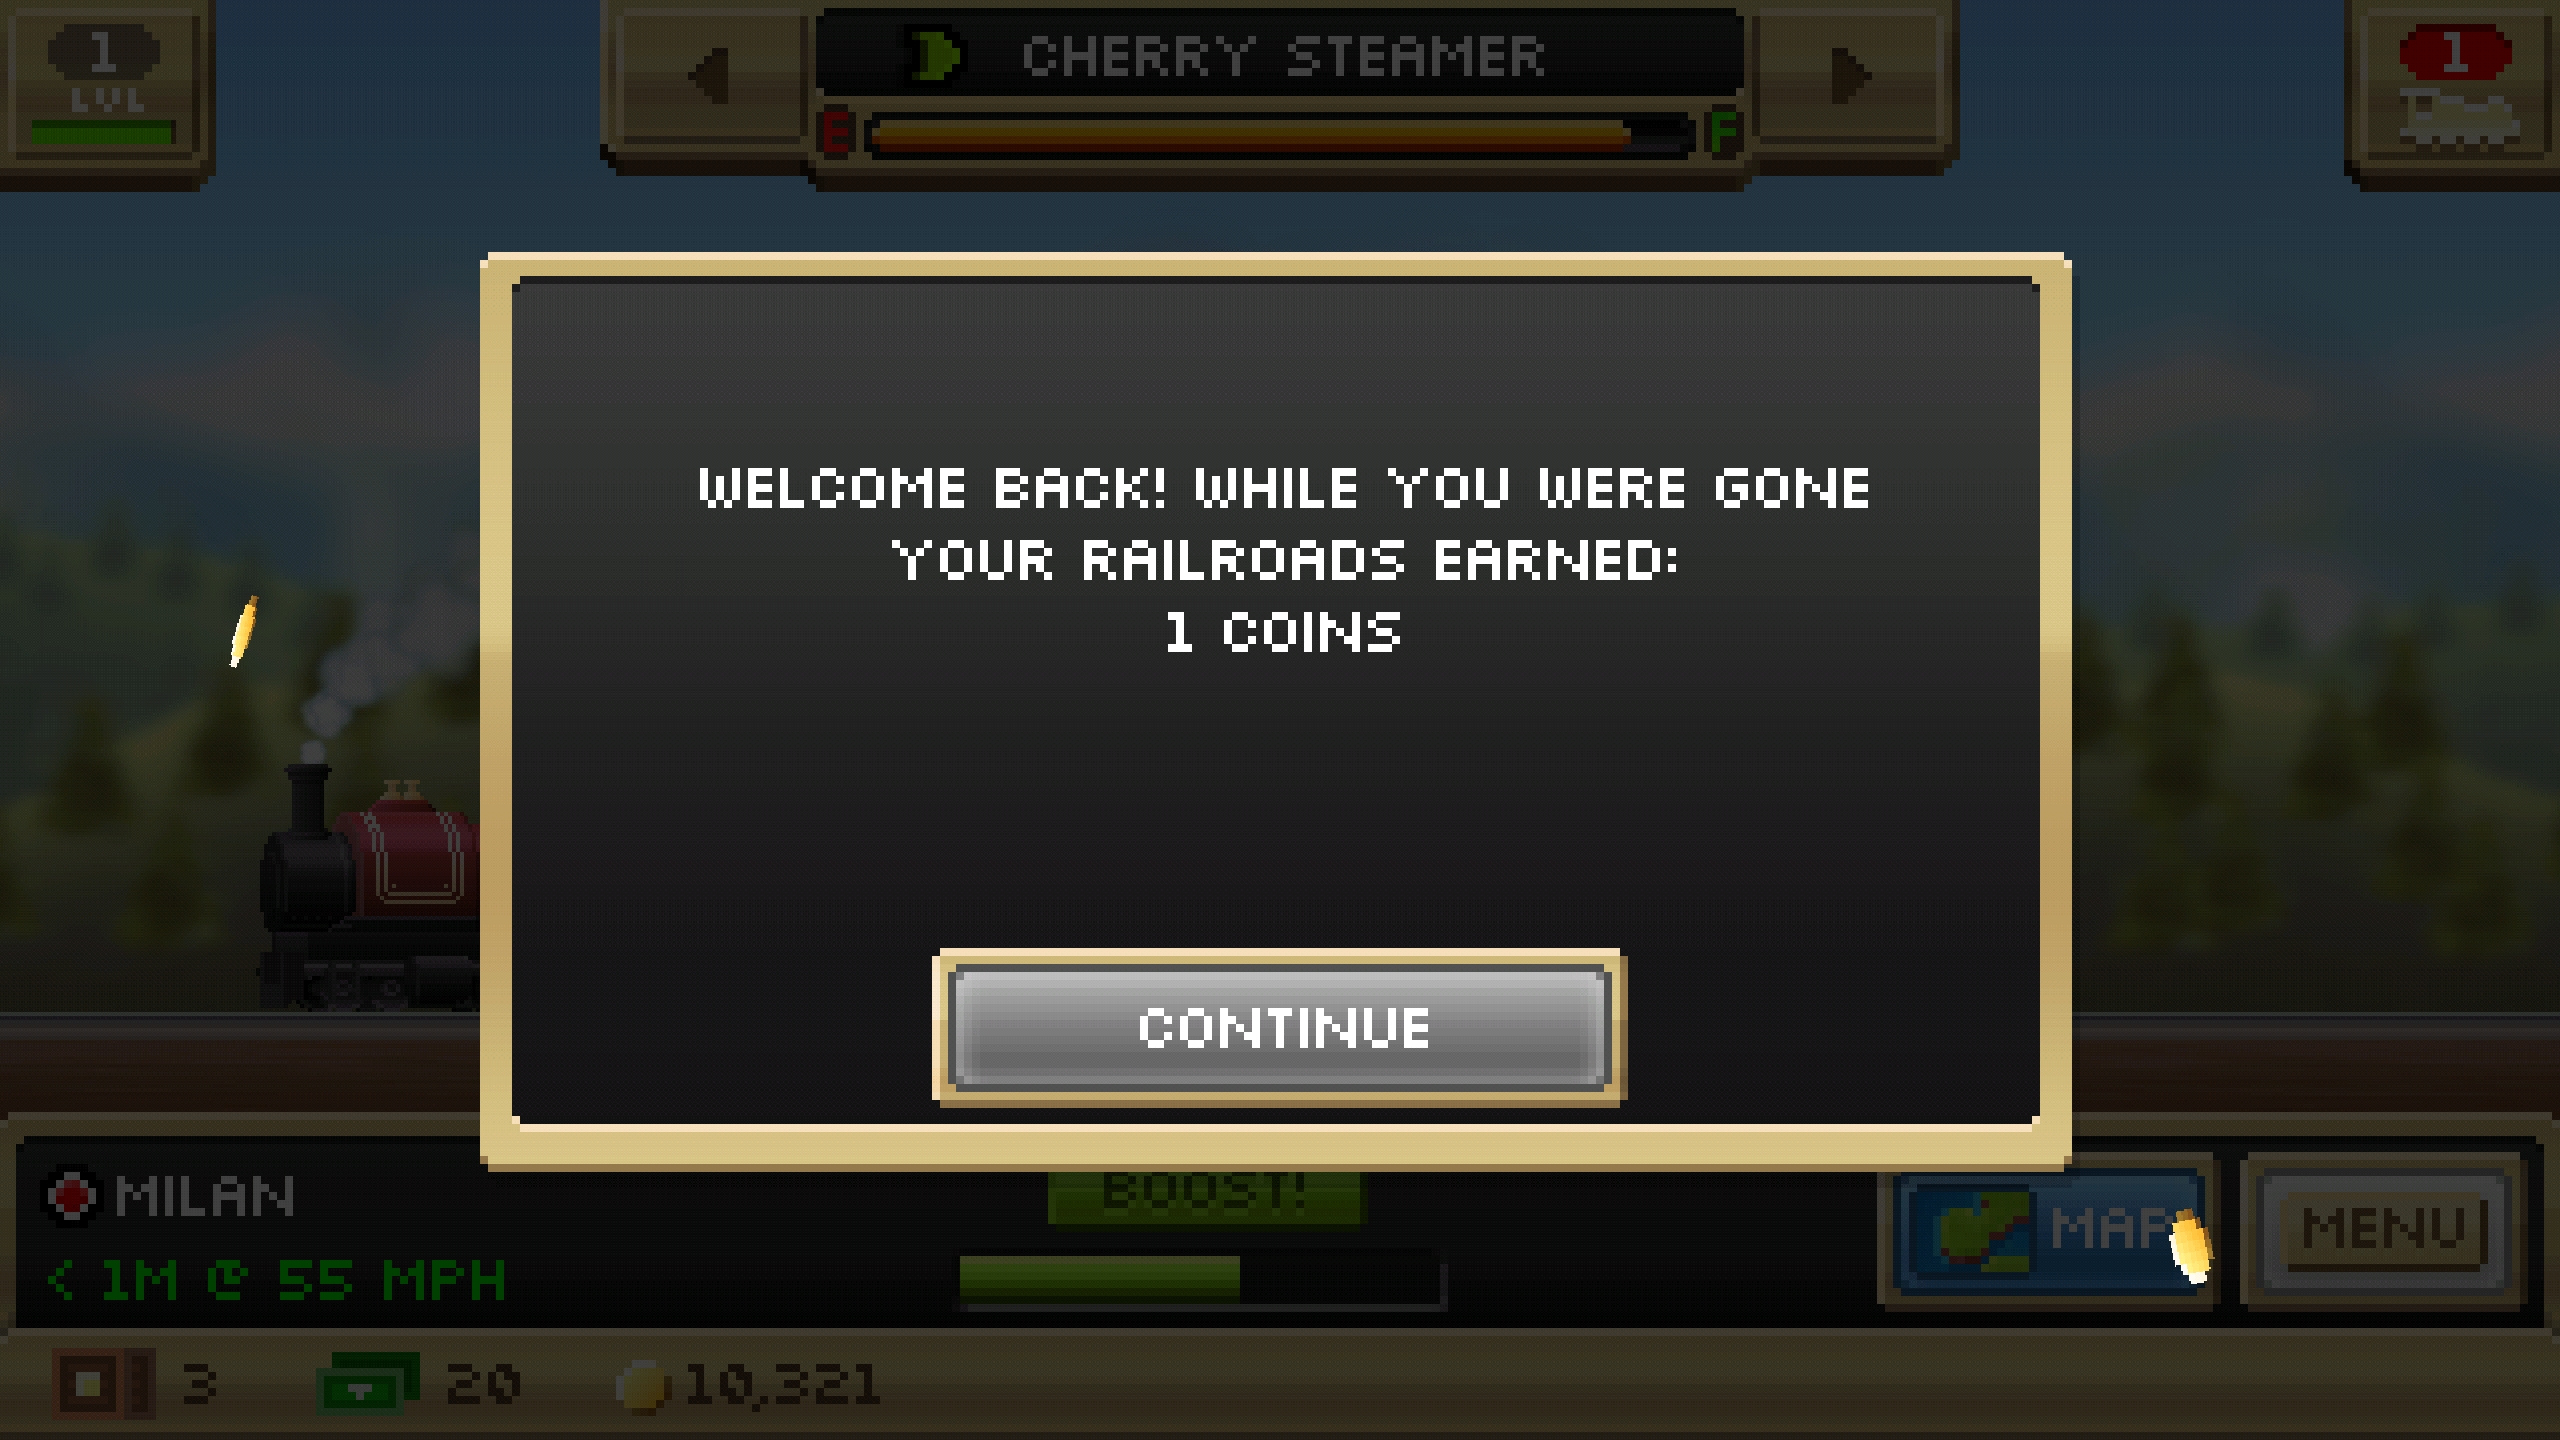 1
LVL
CHERRY STEAMER
E
F
1
WELCOME BACK! WHILE YOU WERE GONE
YOUR RAILROADS EARNED:
1 COINS
CONTINUE
MILAN
< 1M @ 55 MPH
BOOST!
MAP
MENU
3
20
10,321